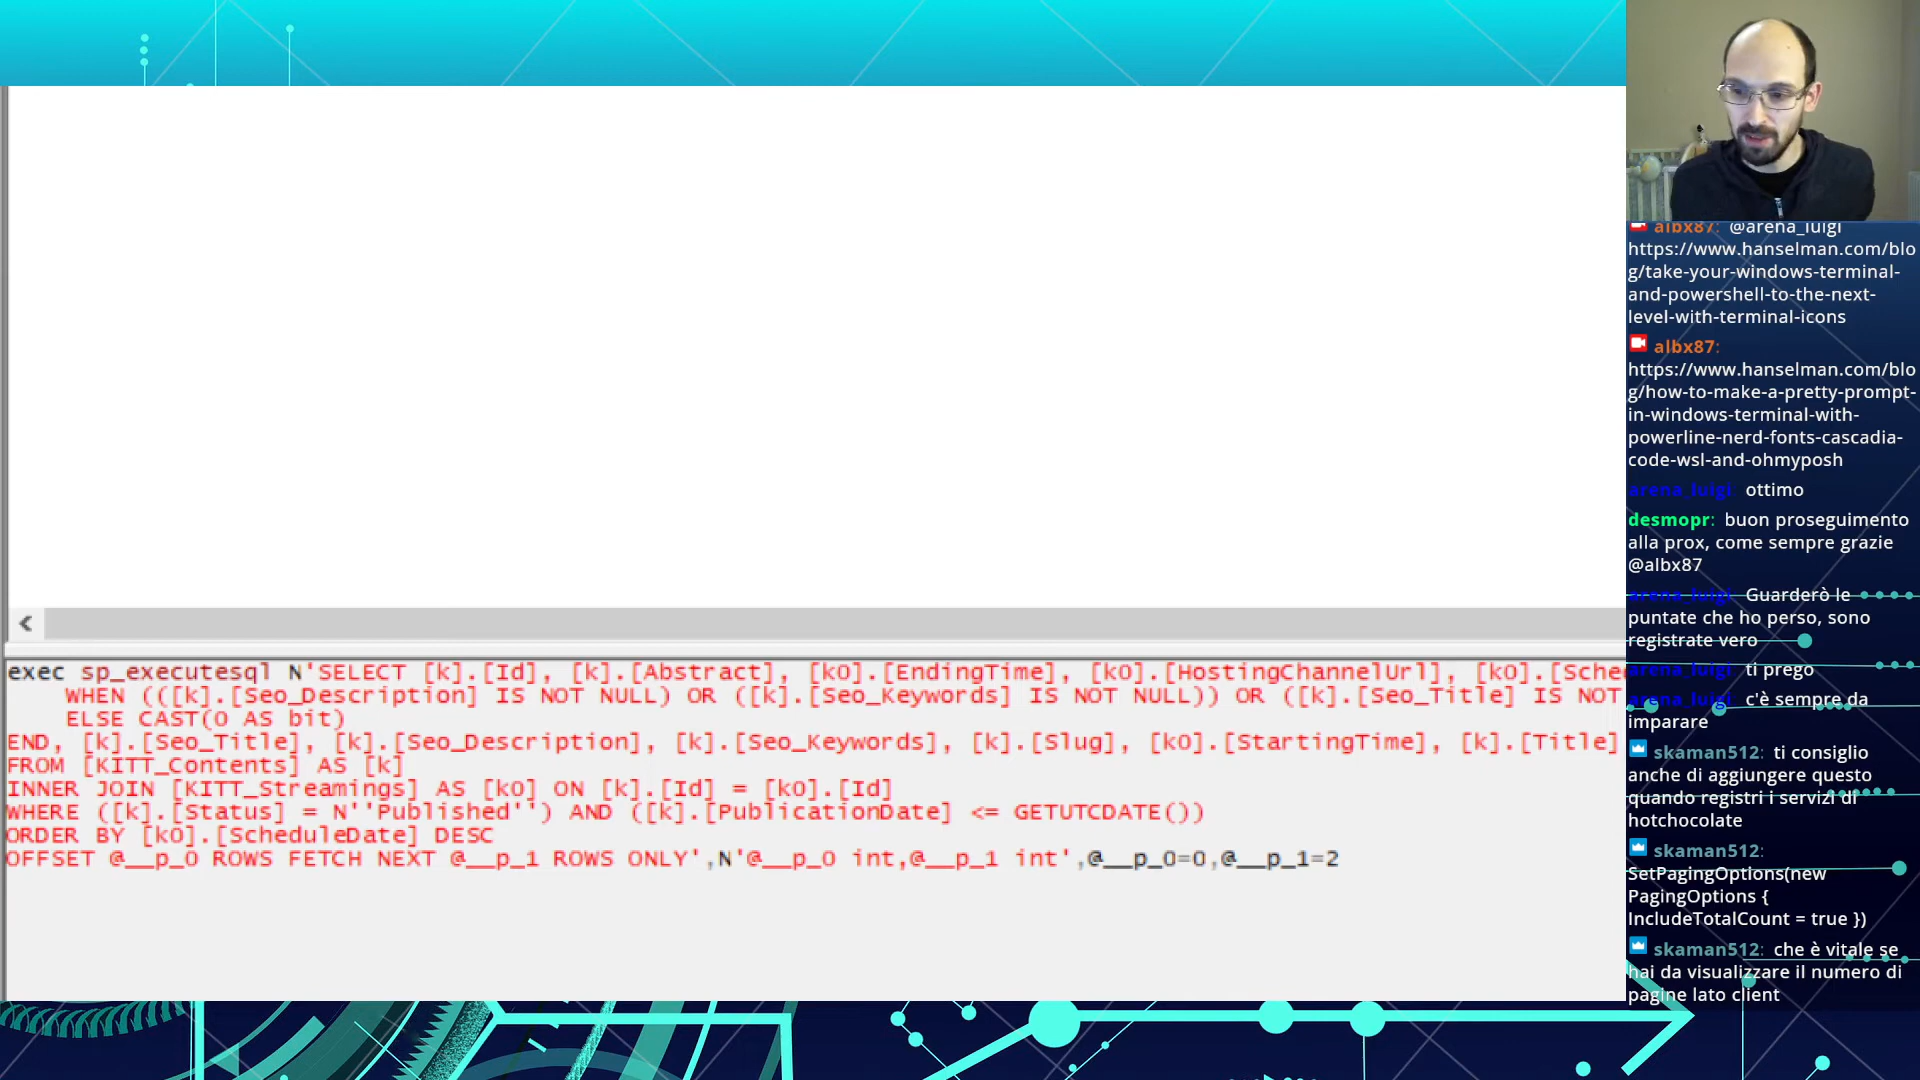 exec sp_executesql N'SELECT [k].[Id], [k].[Abstract], [k0].[EndingTime], [k0].[HostingChannelUrl], [k0].[Sche
WHEN (([k].[Seo_Description] IS NOT NULL) OR ([k].[Seo_Keywords] IS NOT NULL)) OR ([k].[Seo_Title] IS NOT
ELSE CAST(0 AS bit)
END, [k].[Seo_Title], [k].[Seo_Description], [k].[Seo_Keywords], [k].[Slug], [k0].[StartingTime], [k].[Title]
FROM [KITT_Contents] AS [k]
INNER JOIN [KITT_Streamings] AS [k0] ON [k].[Id] = [k0].[Id]
WHERE ([k].[Status] = N''Published'') AND ([k].[PublicationDate] <= GETUTCDATE())
ORDER BY [k0].[ScheduleDate] DESC
OFFSET @__p_0 ROWS FETCH NEXT @__p_1 ROWS ONLY',N'@__p_0 int,@__p_1 int',@__p_0=0,@__p_1=2
albx87: @arena_luigi
https://www.hanselman.com/blo
g/take-your-windows-terminal-
and-powershell-to-the-next-
level-with-terminal-icons
albx87:
https://www.hanselman.com/blo
g/how-to-make-a-pretty-prompt-
in-windows-terminal-with-
powerline-nerd-fonts-cascadia-
code-wsl-and-ohmyposh
arena_luigi: ottimo
desmopr: buon proseguimento
alla prox, come sempre grazie
@albx87
arena_luigi: Guarderò le
puntate che ho perso, sono
registrate vero
arena_luigi: ti prego
arena_luigi: c'è sempre da
imparare
skaman512: ti consiglio
anche di aggiungere questo
quando registri i servizi di
hotchocolate
skaman512:
SetPagingOptions(new
PagingOptions {
IncludeTotalCount = true })
skaman512: che è vitale se
hai da visualizzare il numero di
pagine lato client